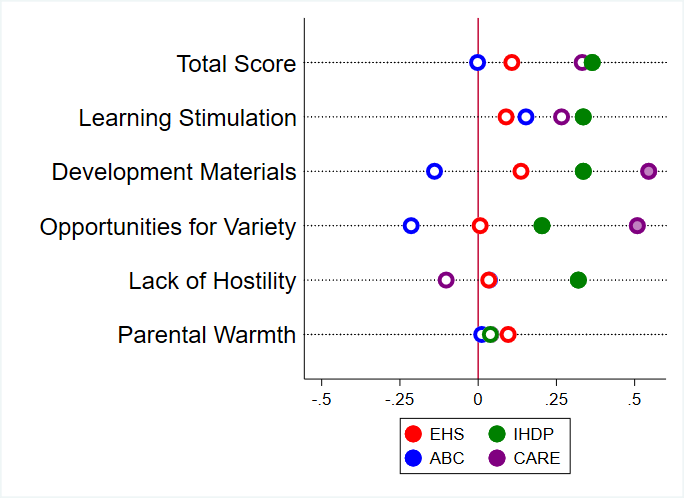 Total Score
Learning Stimulation
Development Materials
Opportunities for Variety
Lack of Hostility
Parental Warmth
-.5 -.25 0 .25 .5
EHS IHDP
ABC CARE